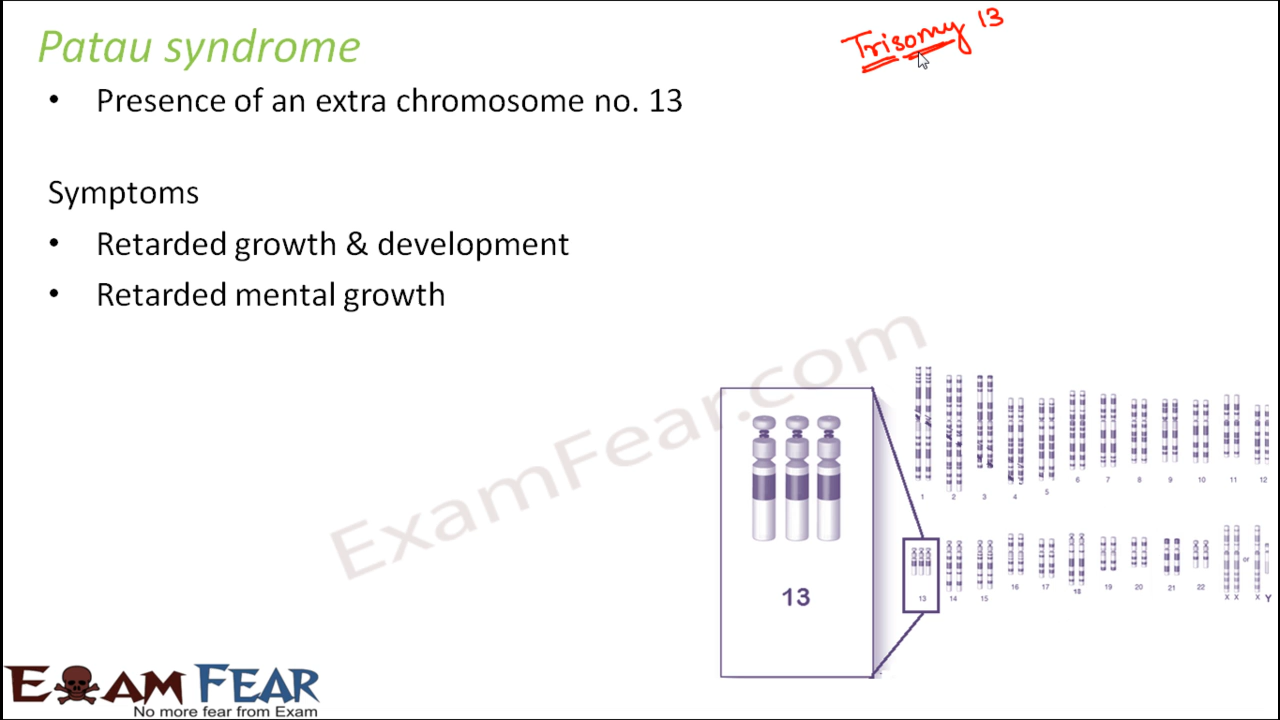 Patau syndrome
Trisomy 13
• Presence of an extra chromosome no. 13
Symptoms
• Retarded growth & development
• Retarded mental growth
ExamFear.com
13
1 2 3 4 5 6 7 8 9 10 11 12
13 14 15 16 17 18 19 20 21 22 X X or X Y
EXAM FEAR
No more fear from Exam